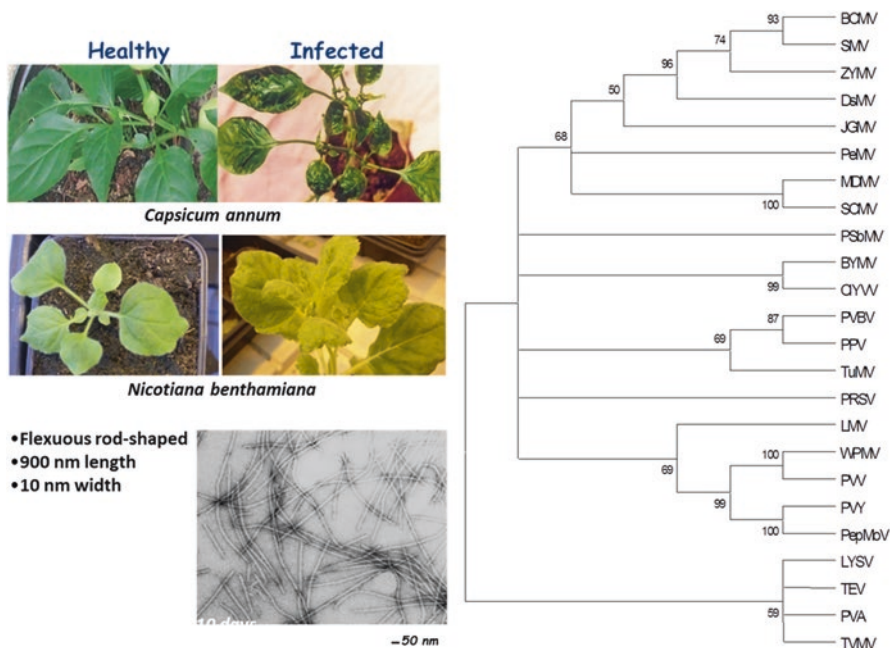 Healthy Infected
Capsicum annum
Nicotiana benthamiana
•Flexuous rod-shaped
•900 nm length
•10 nm width
10 days
50 nm
BCMV
SMV
ZYMV
DsMV
JGMV
PeMV
MDMV
SCMV
PSbMV
BYMV
ClYVV
PVBV
PPV
TuMV
PRSV
LMV
WPMV
PVV
PVY
PepMoV
LYSV
TEV
PVA
TVMV
93
74
96
50
68
100
99
87
69
69
100
99
100
59